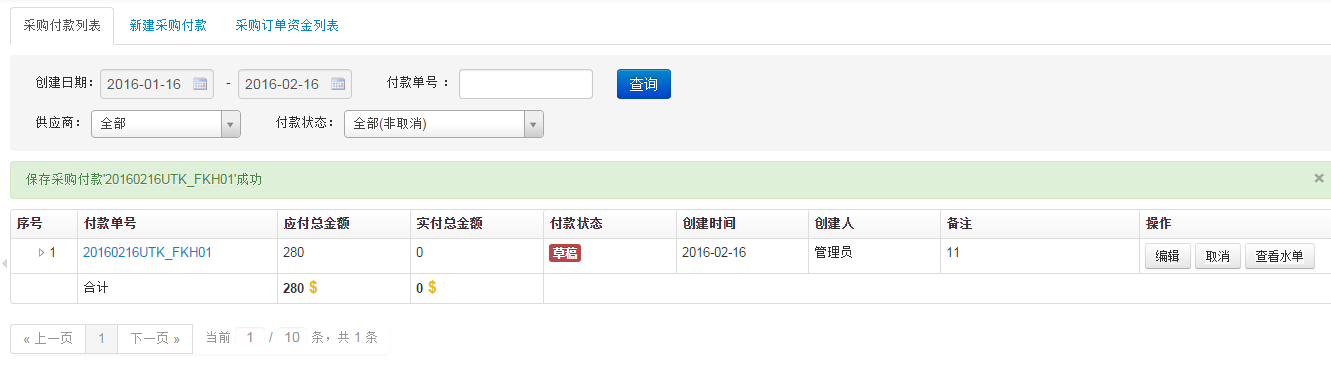 采购付款列表 新建采购付款 采购订单资金列表
创建日期: 2016-01-16 - 2016-02-16 付款单号 : 查询
供应商: 全部 付款状态: 全部(非取消)
保存采购付款'20160216UTK_FKH01'成功 ×
序号 付款单号 应付总金额 实付总金额 付款状态 创建时间 创建人 备注 操作
1 20160216UTK_FKH01 280 0 草稿 2016-02-16 管理员 11 编辑 取消 查看水单
合计 280 $ 0 $
« 上一页 1 下一页 » 当前 1 / 10 条，共 1 条